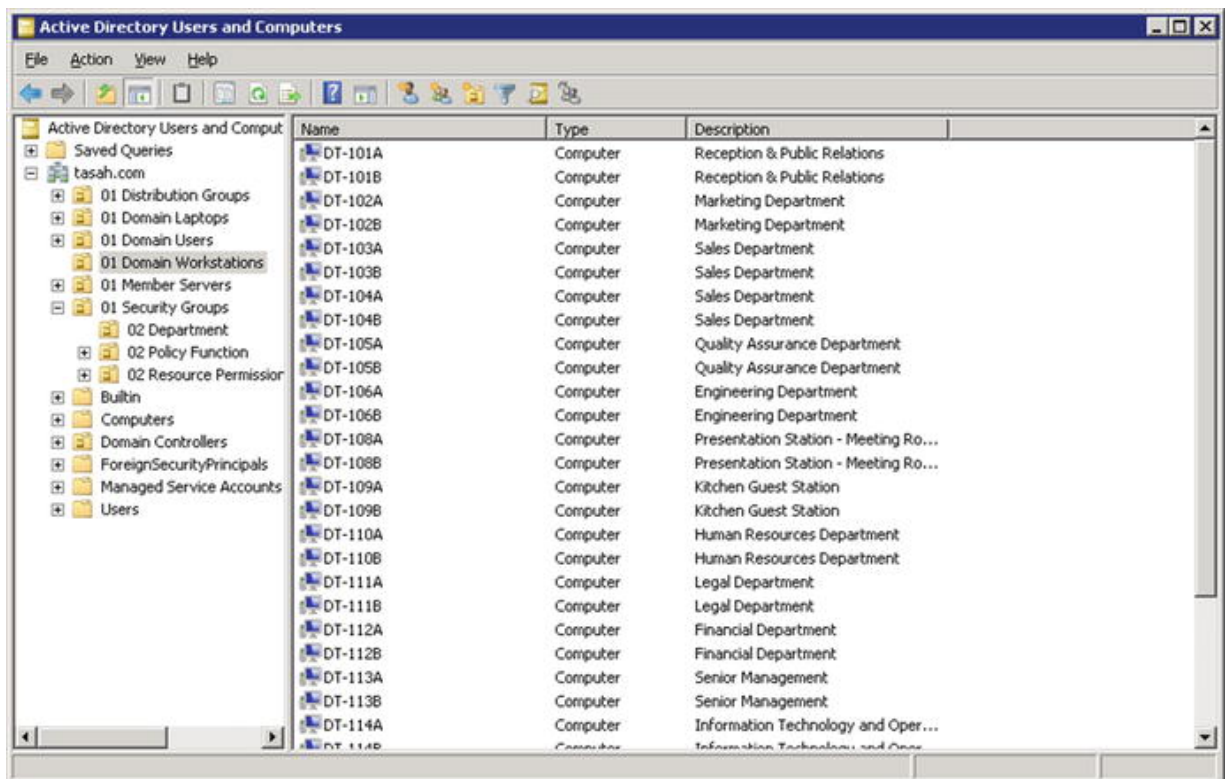 Active Directory Users and Computers
File Action View Help
Active Directory Users and Comput
Saved Queries
tasah.com
01 Distribution Groups
01 Domain Laptops
01 Domain Users
01 Domain Workstations
01 Member Servers
01 Security Groups
02 Department
02 Policy Function
02 Resource Permission
Builtin
Computers
Domain Controllers
ForeignSecurityPrincipals
Managed Service Accounts
Users
Name Type Description
DT-101A Computer Reception & Public Relations
DT-101B Computer Reception & Public Relations
DT-102A Computer Marketing Department
DT-102B Computer Marketing Department
DT-103A Computer Sales Department
DT-103B Computer Sales Department
DT-104A Computer Sales Department
DT-104B Computer Sales Department
DT-105A Computer Quality Assurance Department
DT-105B Computer Quality Assurance Department
DT-106A Computer Engineering Department
DT-106B Computer Engineering Department
DT-108A Computer Presentation Station - Meeting Ro...
DT-108B Computer Presentation Station - Meeting Ro...
DT-109A Computer Kitchen Guest Station
DT-109B Computer Kitchen Guest Station
DT-110A Computer Human Resources Department
DT-110B Computer Human Resources Department
DT-111A Computer Legal Department
DT-111B Computer Legal Department
DT-112A Computer Financial Department
DT-112B Computer Financial Department
DT-113A Computer Senior Management
DT-113B Computer Senior Management
DT-114A Computer Information Technology and Oper...
DT-114B Computer Information Technology and Oper...